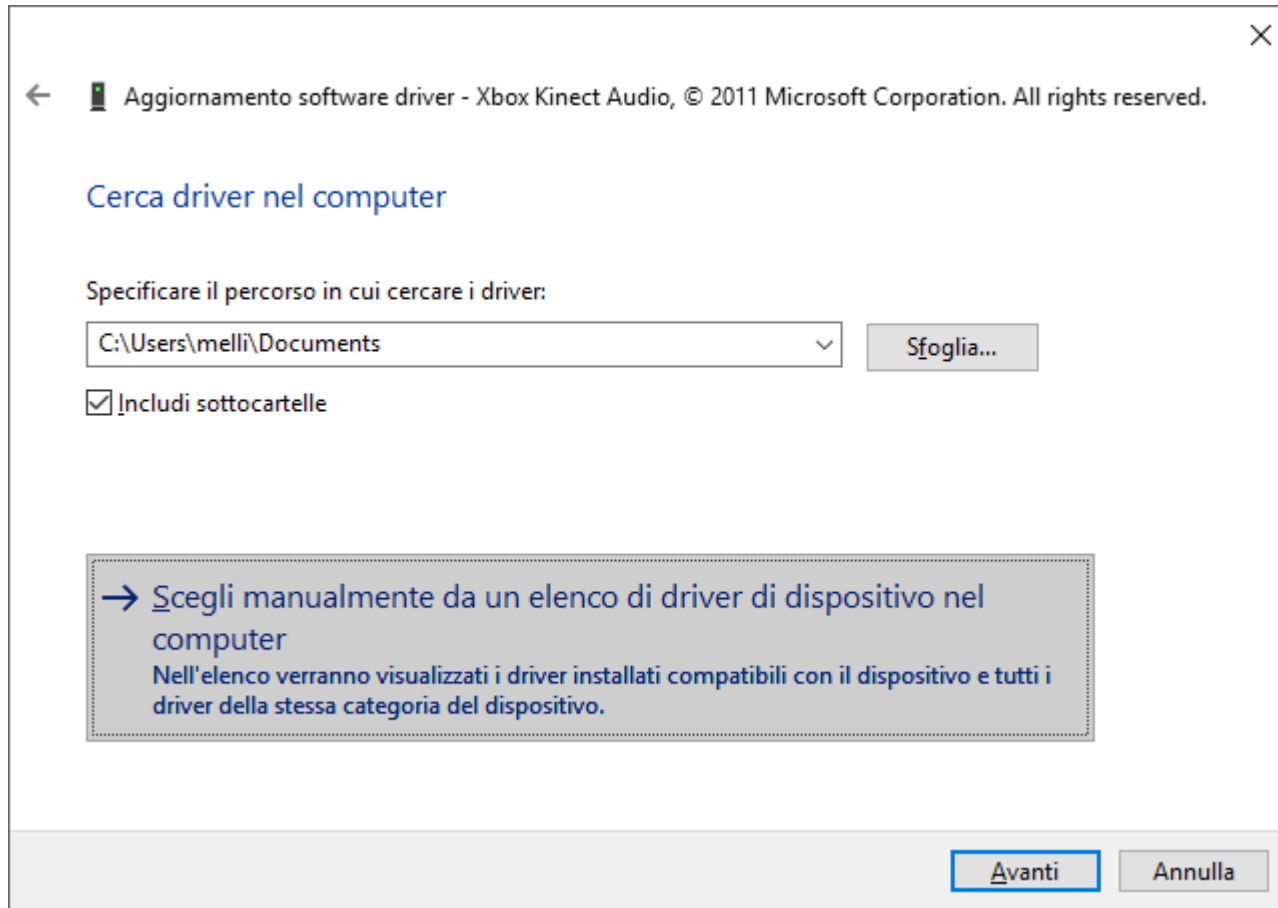 Aggiornamento software driver - Xbox Kinect Audio, © 2011 Microsoft Corporation. All rights reserved.
Cerca driver nel computer
Specificare il percorso in cui cercare i driver:
C:\Users\melli\Documents
Sfoglia...
Includi sottocartelle
Scegli manualmente da un elenco di driver di dispositivo nel
computer
Nell'elenco verranno visualizzati i driver installati compatibili con il dispositivo e tutti i
driver della stessa categoria del dispositivo.
Avanti
Annulla